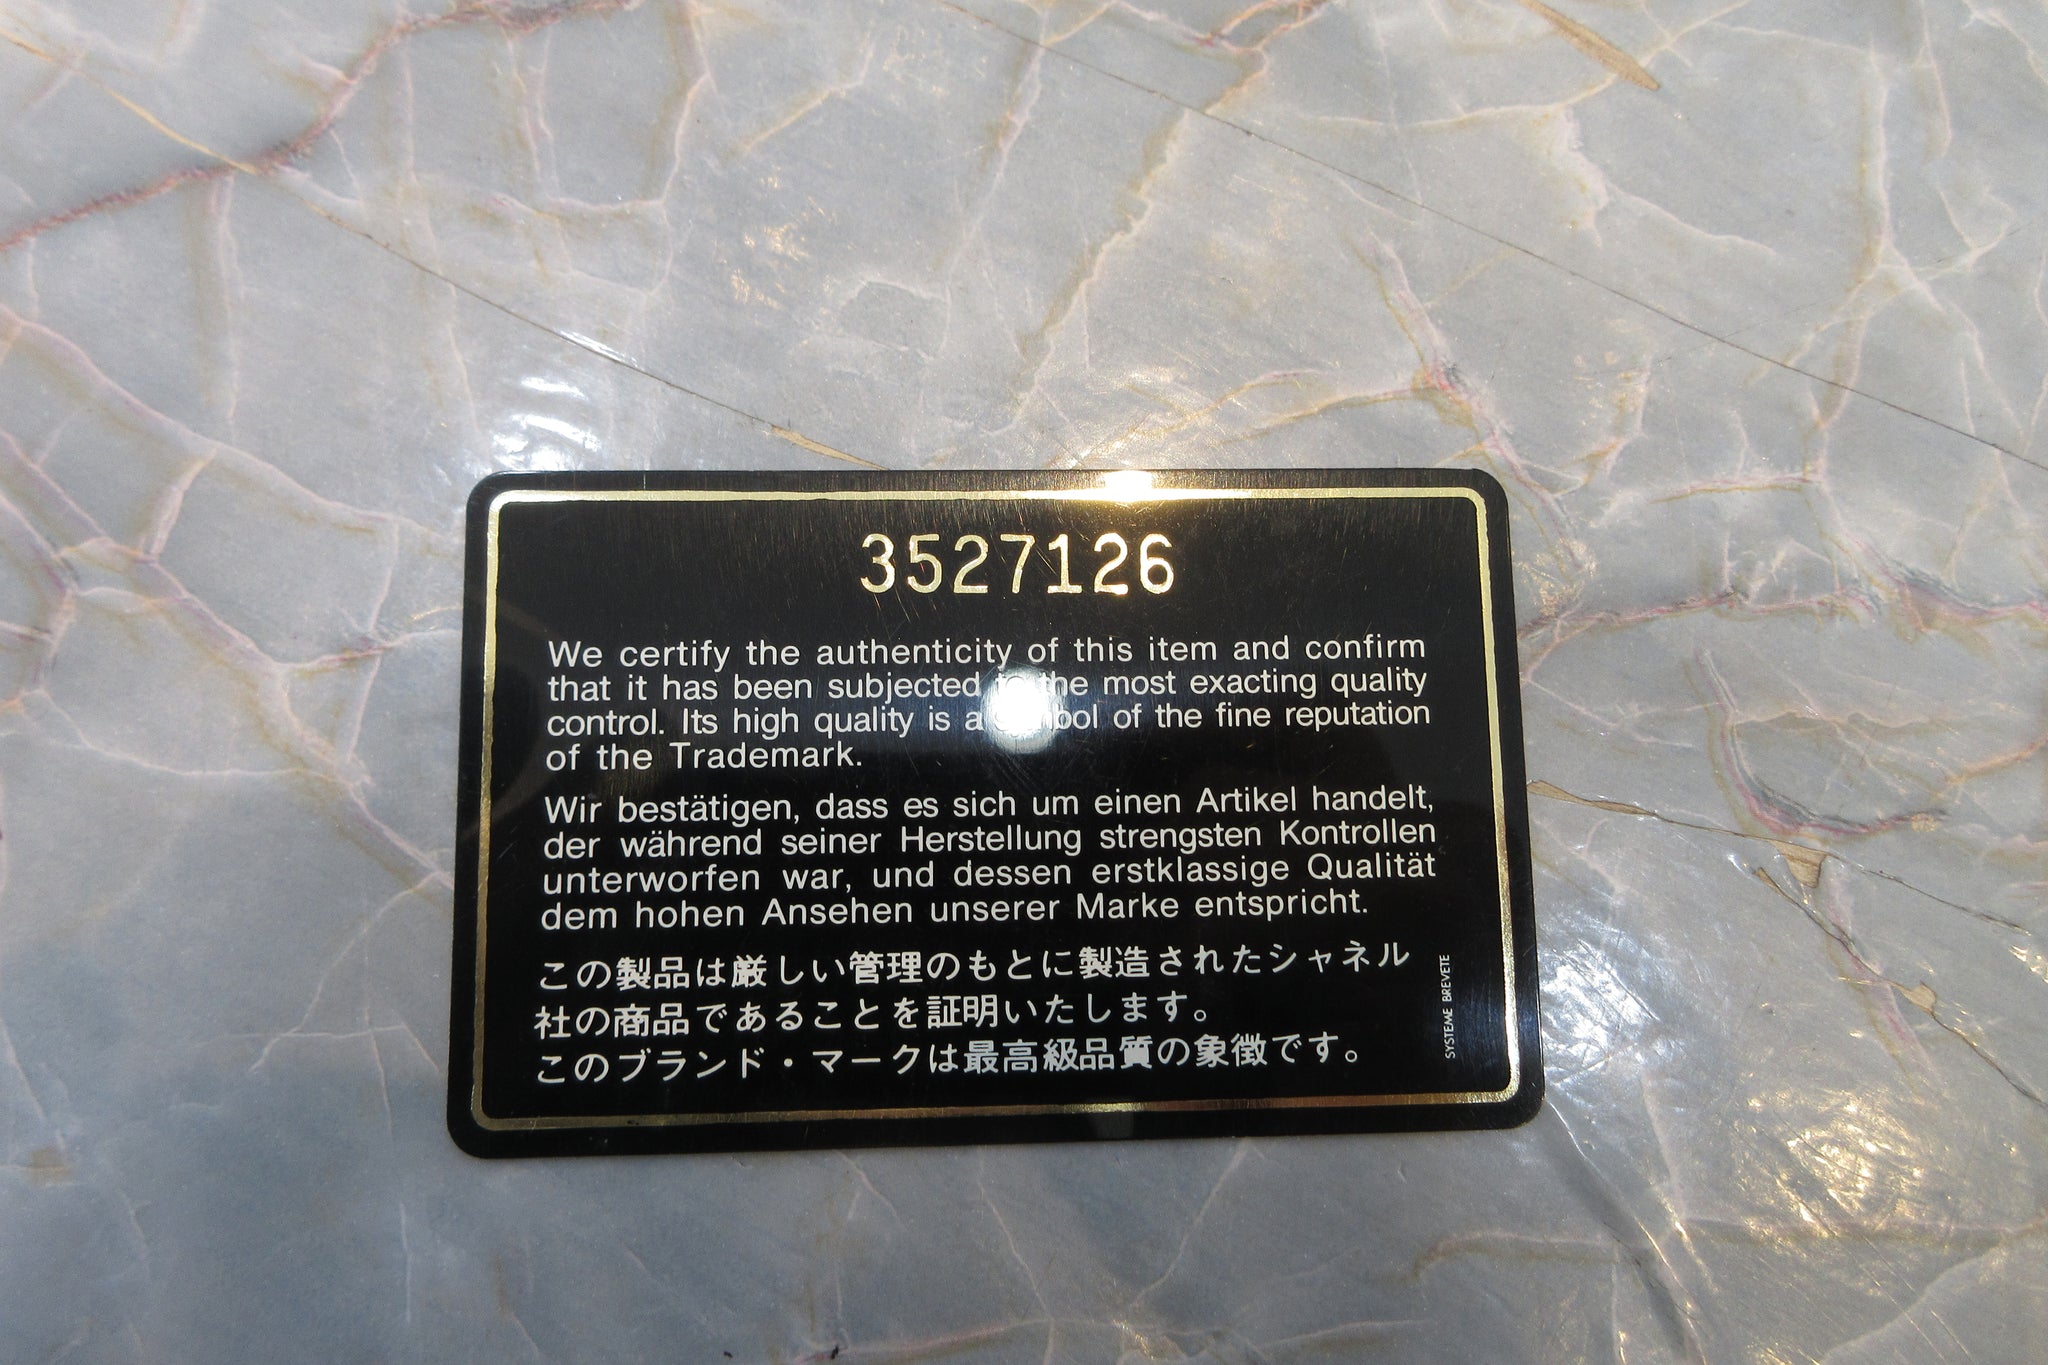 3527126
We certify the authenticity of this item and confirm
that it has been subjected the most exacting quality
control. Its high quality is a of the fine reputation
of the Trademark.
Wir bestätigen, dass es sich um einen Artikel handelt,
der während seiner Herstellung strengsten Kontrollen
unterworfen war, und dessen erstklassige Qualität
dem hohen Ansehen unserer Marke entspricht.
この製品は厳しい管理のもとに製造されたシャネル
社の商品であることを証明いたします。
このブランド・マークは最高級品質の象徴です。
SYSTEME BREVETE